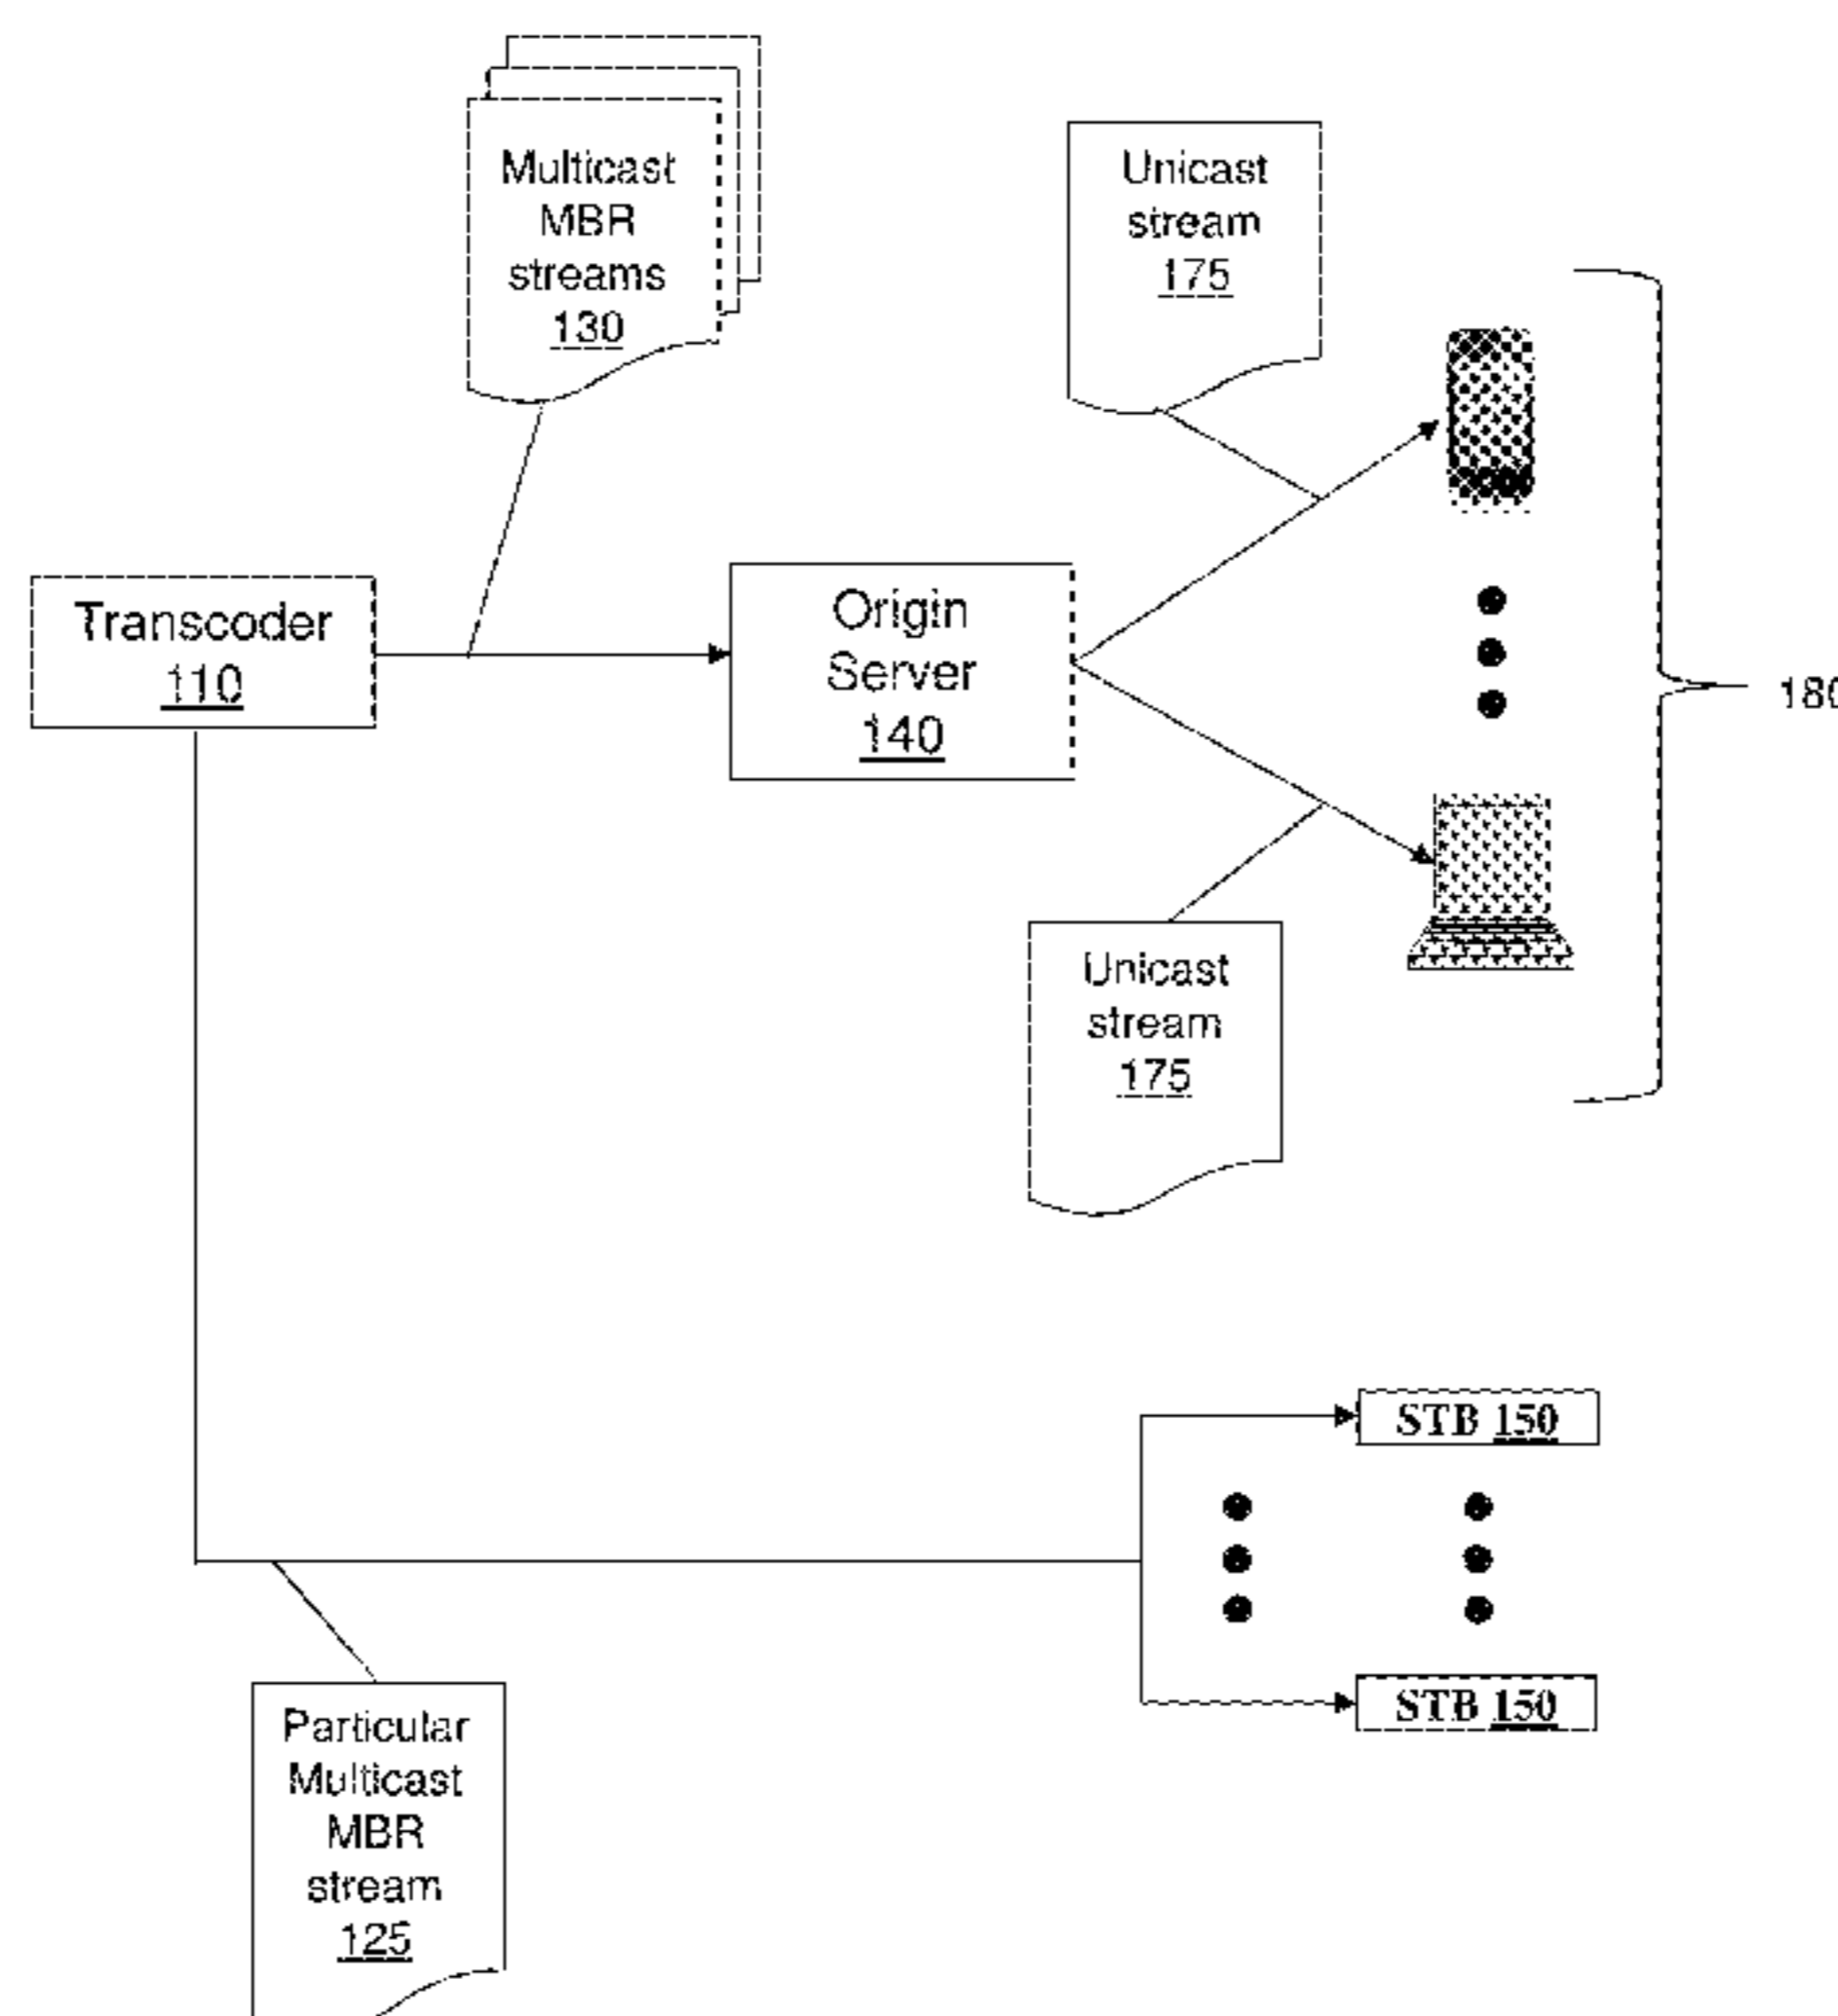 Multicast
MBR
streams
130
Unicast
stream
175
Transcoder
110
Origin
Server
140
180
Unicast
stream
175
STB 150
STB 150
Particular
Multicast
MBR
stream
125